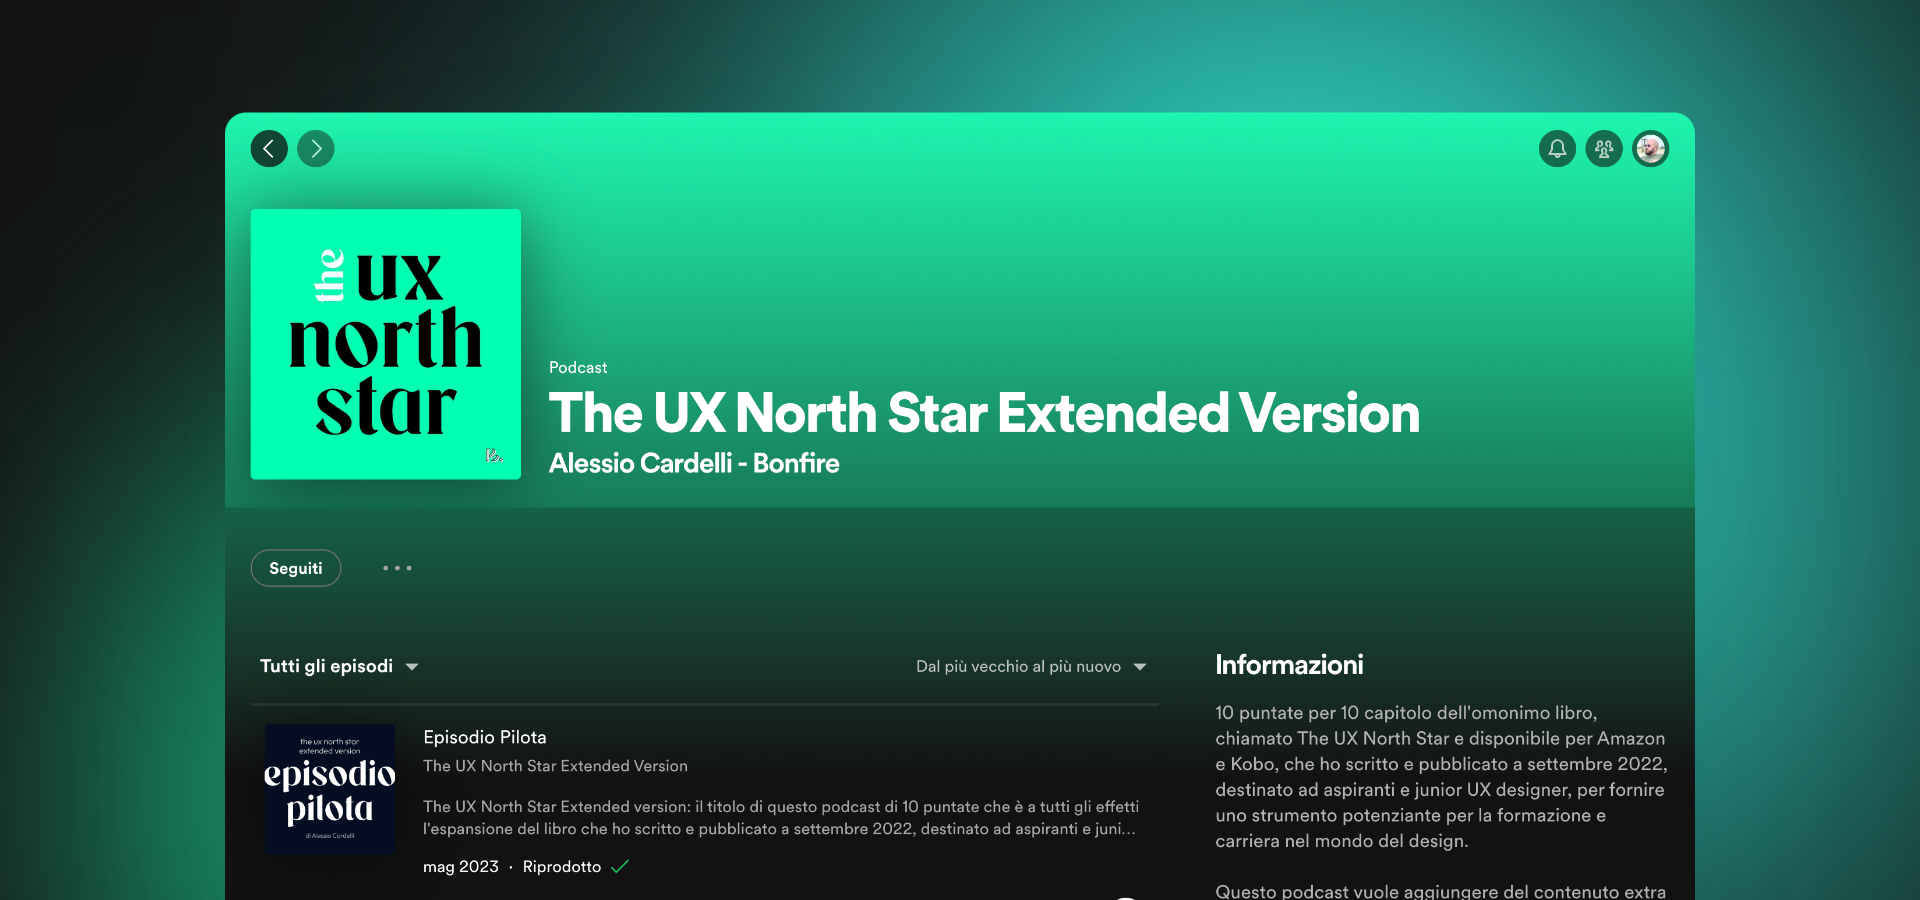 the
ux
north
star
Podcast
The UX North Star Extended Version
Alessio Cardelli - Bonfire
Seguiti
Tutti gli episodi
Dal più vecchio al più nuovo
the ux north star
extended version
episodio
pilota
di Alessio Cardelli
Episodio Pilota
The UX North Star Extended Version
The UX North Star Extended version: il titolo di questo podcast di 10 puntate che è a tutti gli effetti
l'espansione del libro che ho scritto e pubblicato a settembre 2022, destinato ad aspiranti e juni...
mag 2023 · Riprodotto
Informazioni
10 puntate per 10 capitolo dell'omonimo libro,
chiamato The UX North Star e disponibile per Amazon
e Kobo, che ho scritto e pubblicato a settembre 2022,
destinato ad aspiranti e junior UX designer, per fornire
uno strumento potenziante per la formazione e
carriera nel mondo del design.
Questo podcast vuole aggiungere del contenuto extra